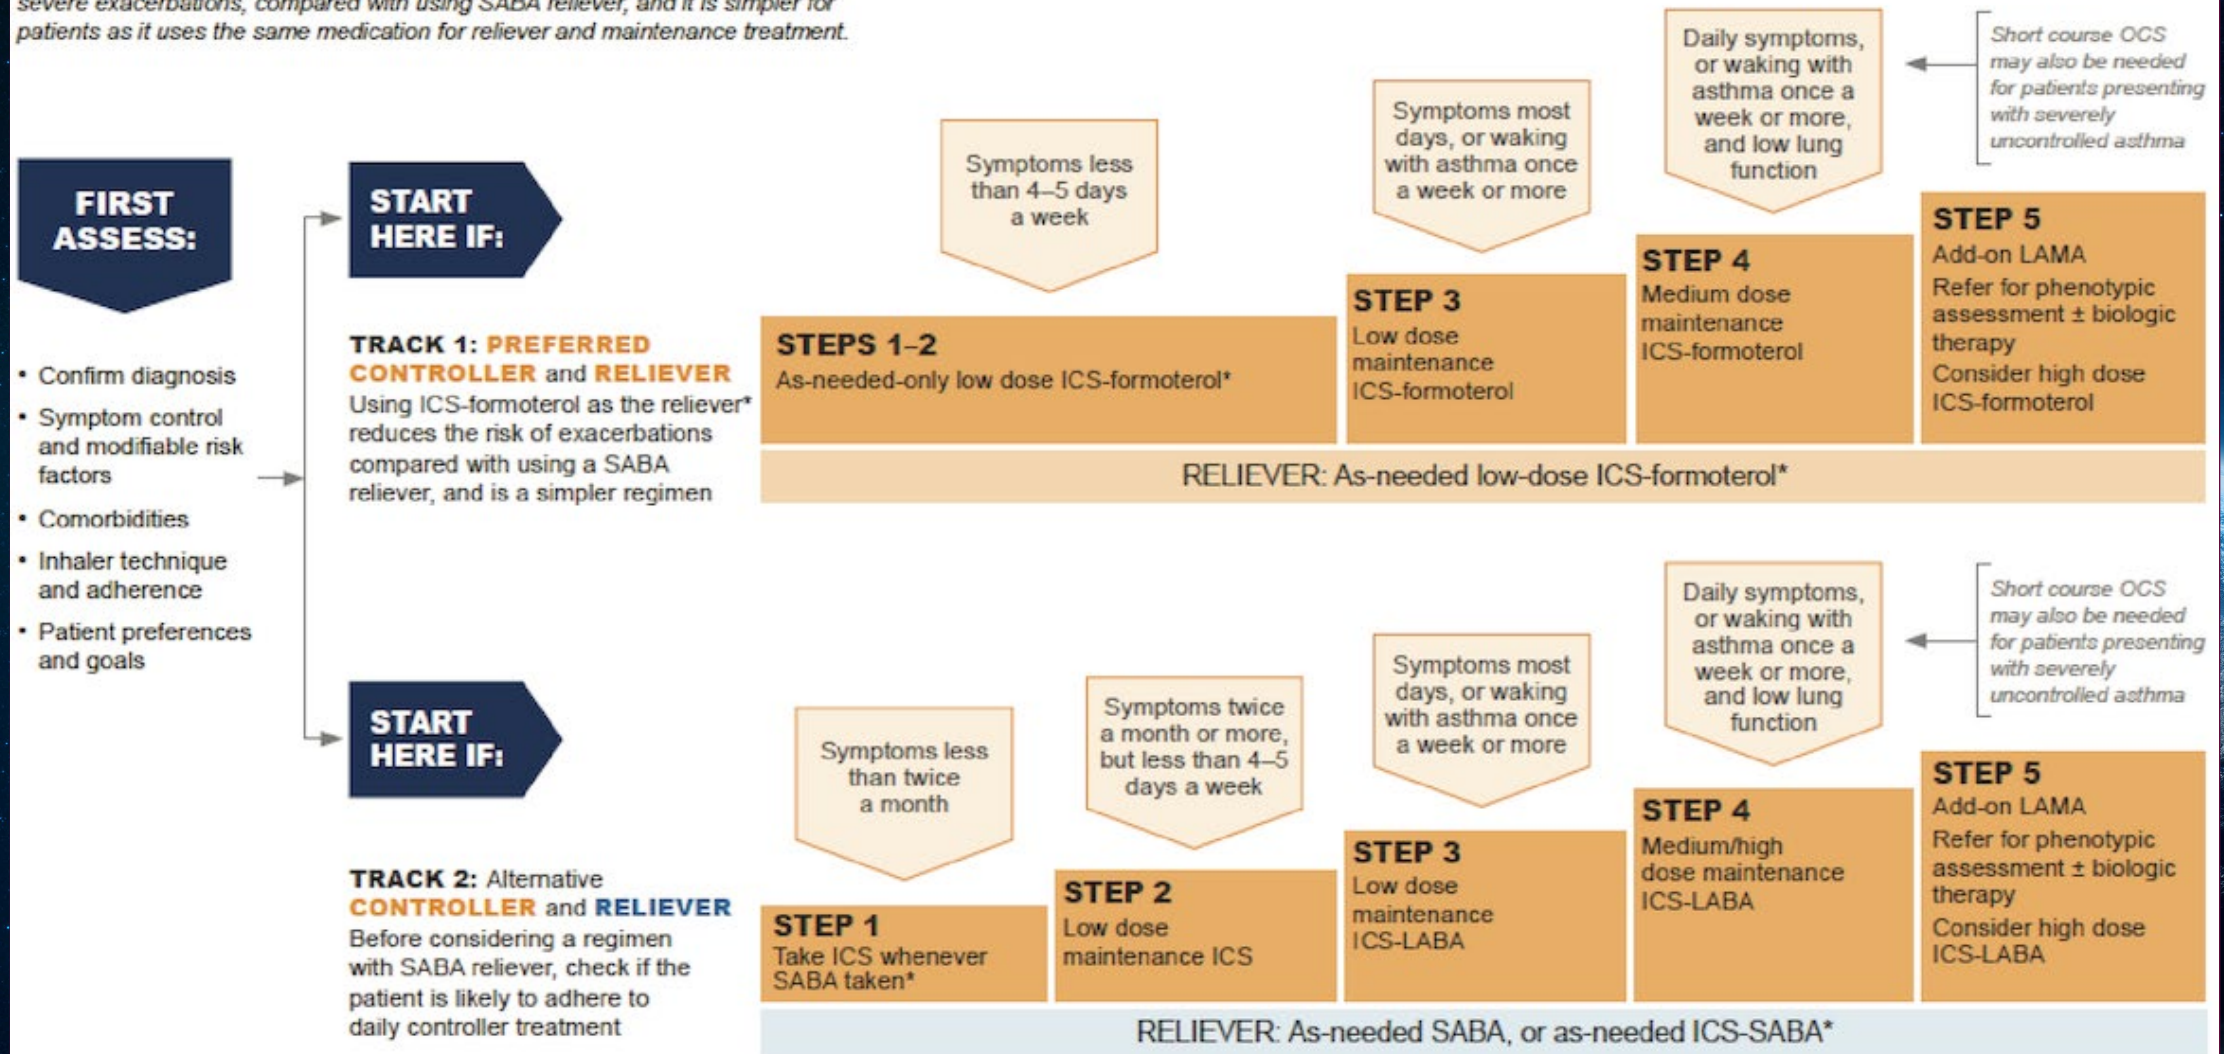 severe exacerbations, compared with using SABA reliever, and it is simpler for
patients as it uses the same medication for reliever and maintenance treatment.
FIRST
ASSESS:
• Confirm diagnosis
• Symptom control
and modifiable risk
factors
• Comorbidities
• Inhaler technique
and adherence
• Patient preferences
and goals
START
HERE IF:
TRACK 1: PREFERRED
CONTROLLER and RELIEVER
Using ICS-formoterol as the reliever*
reduces the risk of exacerbations
compared with using a SABA
reliever, and is a simpler regimen
Symptoms less
than 4–5 days
a week
STEPS 1–2
As-needed-only low dose ICS-formoterol*
Symptoms most
days, or waking
with asthma once
a week or more
STEP 3
Low dose
maintenance
ICS-formoterol
Daily symptoms,
or waking with
asthma once a
week or more,
and low lung
function
STEP 4
Medium dose
maintenance
ICS-formoterol
Short course OCS
may also be needed
for patients presenting
with severely
uncontrolled asthma
STEP 5
Add-on LAMA
Refer for phenotypic
assessment ± biologic
therapy
Consider high dose
ICS-formoterol
RELIEVER: As-needed low-dose ICS-formoterol*
START
HERE IF:
TRACK 2: Alternative
CONTROLLER and RELIEVER
Before considering a regimen
with SABA reliever, check if the
patient is likely to adhere to
daily controller treatment
Symptoms less
than twice
a month
STEP 1
Take ICS whenever
SABA taken*
Symptoms twice
a month or more,
but less than 4–5
days a week
STEP 2
Low dose
maintenance ICS
Symptoms most
days, or waking
with asthma once
a week or more
STEP 3
Low dose
maintenance
ICS-LABA
Daily symptoms,
or waking with
asthma once a
week or more,
and low lung
function
STEP 4
Medium/high
dose maintenance
ICS-LABA
Short course OCS
may also be needed
for patients presenting
with severely
uncontrolled asthma
STEP 5
Add-on LAMA
Refer for phenotypic
assessment ± biologic
therapy
Consider high dose
ICS-LABA
RELIEVER: As-needed SABA, or as-needed ICS-SABA*